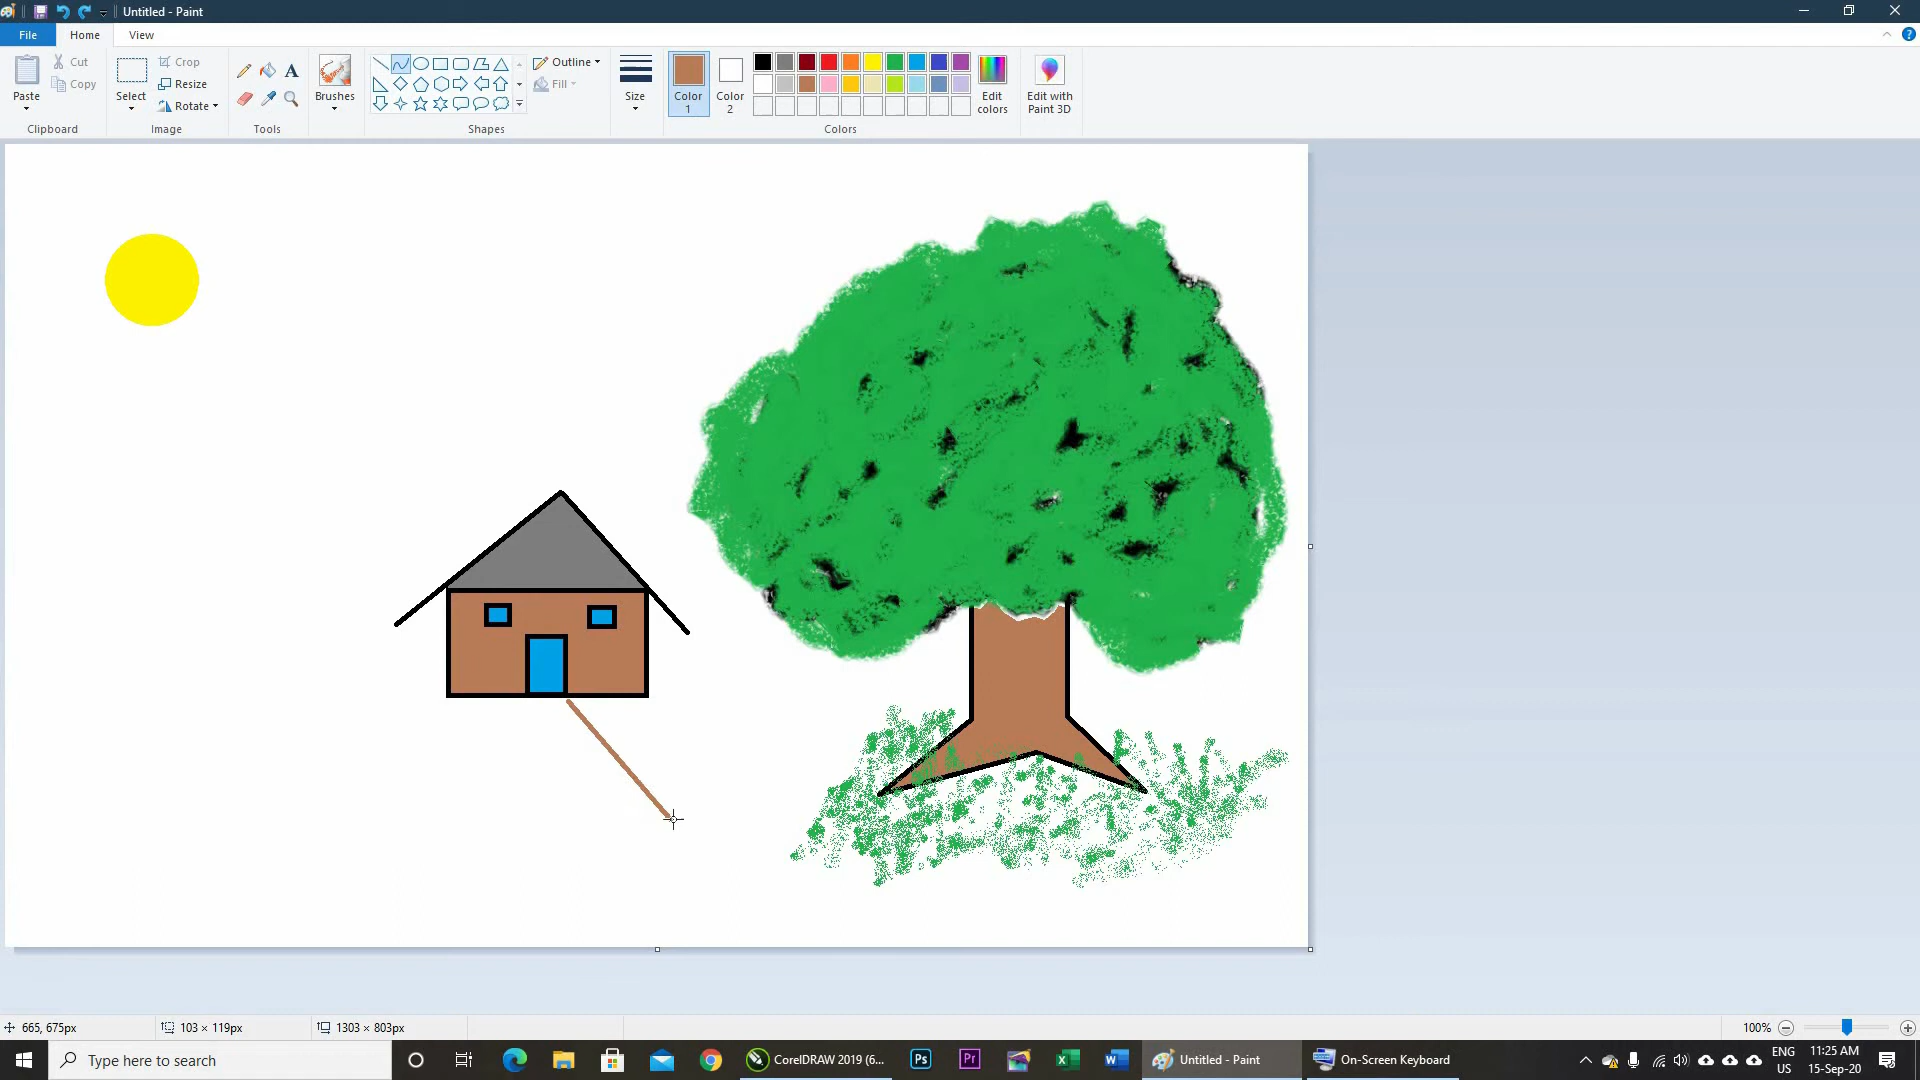 Untitled - Paint
File Home View
Paste
Cut
Copy
Clipboard
Select
Crop
Resize
Rotate
Image
A
Tools
Brushes
Shapes
Outline
Fill
Size
Color 1
Color 2
Colors
Edit colors
Edit with Paint 3D
665, 675px
103 × 119px
1303 × 803px
100%
Type here to search
CorelDRAW 2019 (6...
Ps
Pr
Untitled - Paint
On-Screen Keyboard
ENG
US
11:25 AM
15-Sep-20